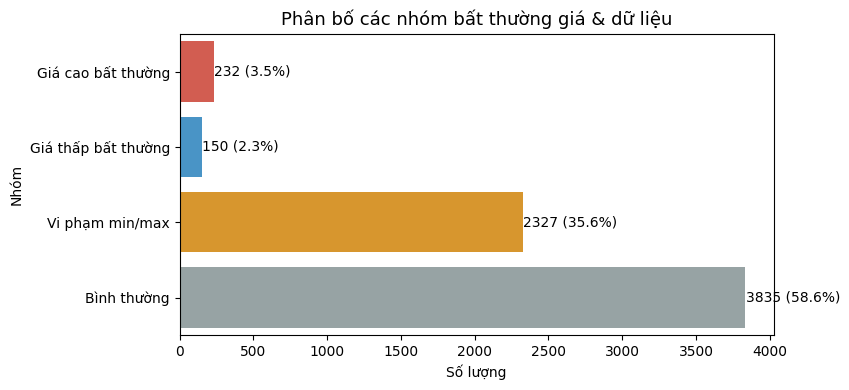 Phân bố các nhóm bất thường giá & dữ liệu
Nhóm
Giá cao bất thường
232 (3.5%)
Giá thấp bất thường
150 (2.3%)
Vi phạm min/max
2327 (35.6%)
Bình thường
3835 (58.6%)
0 500 1000 1500 2000 2500 3000 3500 4000
Số lượng